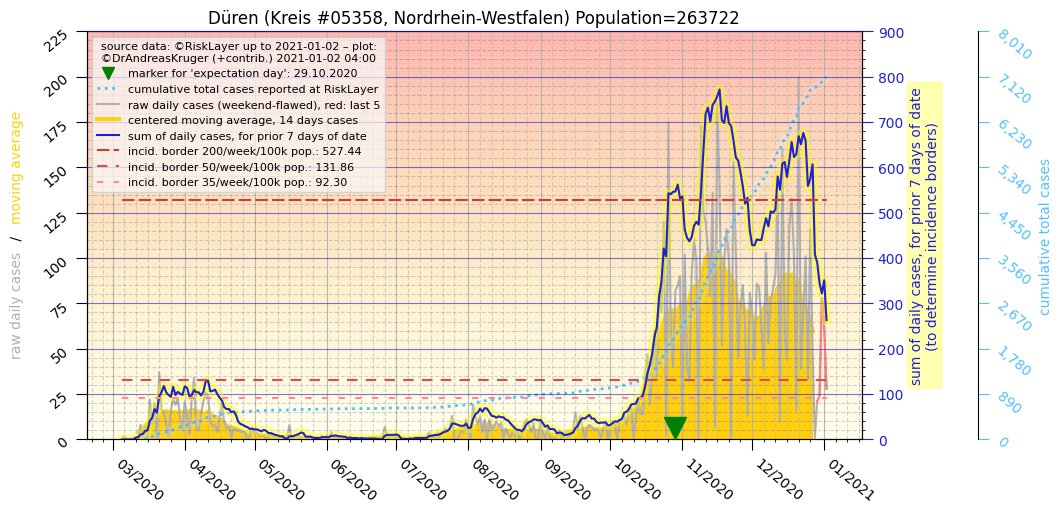 Düren (Kreis #05358, Nordrhein-Westfalen) Population=263722
source data: ©RiskLayer up to 2021-01-02 – plot:
©DrAndreasKruger (+contrib.) 2021-01-02 04:00
marker for 'expectation day': 29.10.2020
cumulative total cases reported at RiskLayer
raw daily cases (weekend-flawed), red: last 5
centered moving average, 14 days cases
sum of daily cases, for prior 7 days of date
incid. border 200/week/100k pop.: 527.44
incid. border 50/week/100k pop.: 131.86
incid. border 35/week/100k pop.: 92.30
raw daily cases / moving average
225
200
175
150
125
100
75
50
25
0
03/2020
04/2020
05/2020
06/2020
07/2020
08/2020
09/2020
10/2020
11/2020
12/2020
01/2021
900
800
700
600
500
400
300
200
100
0
sum of daily cases, for prior 7 days of date
(to determine incidence borders)
8,010
7,120
6,230
5,340
4,450
3,560
2,670
1,780
890
0
cumulative total cases